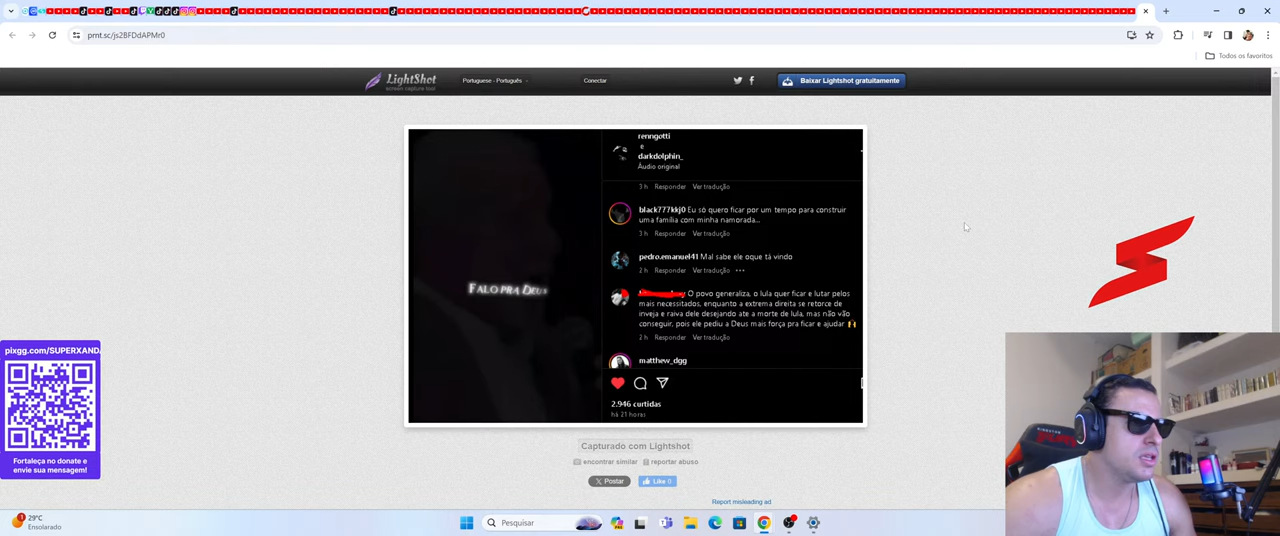 prnt.sc/js2BFDdAPMr0
Todos os favoritos
LightShot
screen capture tool
Portuguese - Português
Conectar
Baixar Lightshot gratuitamente
renngotti
e
darkdolphin_
Áudio original
3 h Responder Ver tradução
black777kkj0 Eu só quero ficar por um tempo para construir
uma família com minha namorada...
3 h Responder Ver tradução
pedro.emanuel41 Mal sabe ele oque tá vindo
2 h Responder Ver tradução •••
O povo generaliza, o lula quer ficar e lutar pelos
mais necessitados, enquanto a extrema direita se retorce de
inveja e raiva dele desejando ate a morte de lula, mas não vão
conseguir, pois ele pediu a Deus mais força pra ficar e ajudar
2 h Responder Ver tradução
matthew_dgg
2.946 curtidas
há 21 horas
FALO PRA DEUS
Capturado com Lightshot
encontrar similar reportar abuso
X Postar Like 0
Report misleading ad
pixgg.com/SUPERXANDA
Fortaleça no donate e
envie sua mensagem!
29°C
Ensolarado
Pesquisar